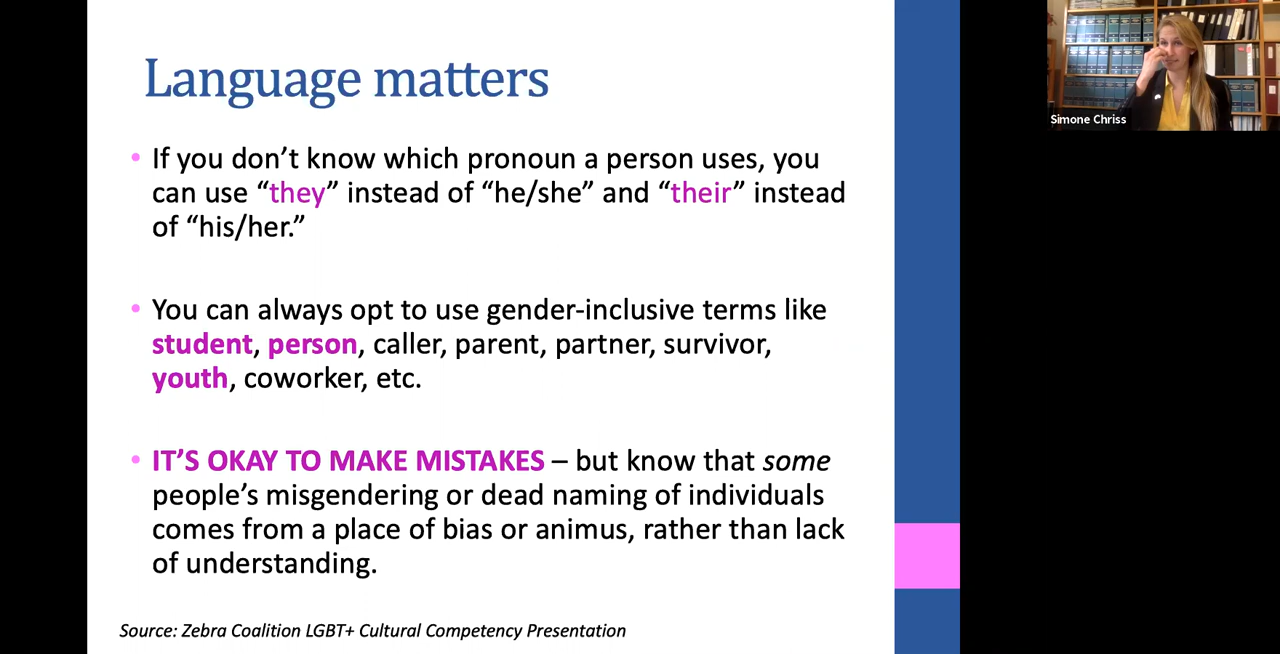 Language matters
• If you don’t know which pronoun a person uses, you
can use “they” instead of “he/she” and “their” instead
of “his/her.”
• You can always opt to use gender-inclusive terms like
student, person, caller, parent, partner, survivor,
youth, coworker, etc.
• IT’S OKAY TO MAKE MISTAKES – but know that some
people’s misgendering or dead naming of individuals
comes from a place of bias or animus, rather than lack
of understanding.
Source: Zebra Coalition LGBT+ Cultural Competency Presentation
Simone Chriss